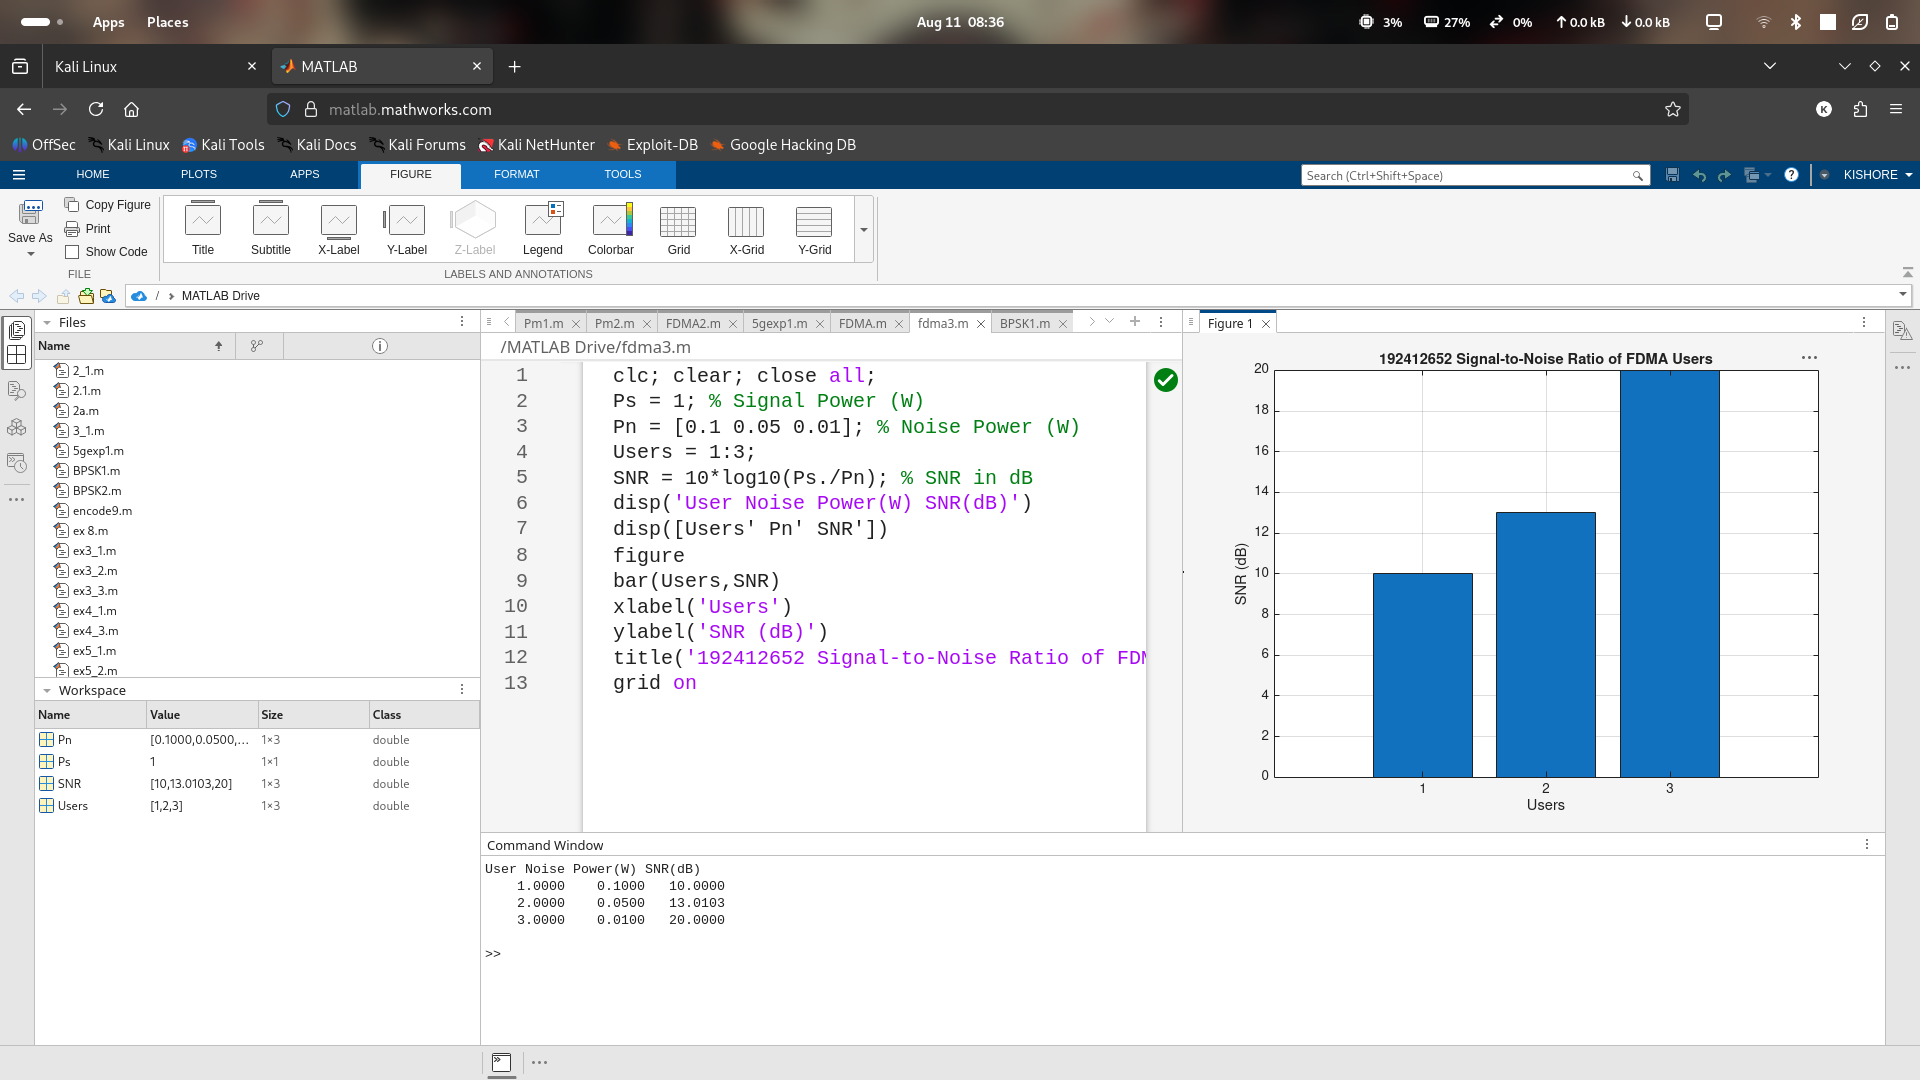 Apps Places Aug 11 08:36 3% 27% 0% 0.0 kB 0.0 kB
Kali Linux MATLAB
matlab.mathworks.com K
OffSec Kali Linux Kali Tools Kali Docs Kali Forums Kali NetHunter Exploit-DB Google Hacking DB
HOME PLOTS APPS FIGURE FORMAT TOOLS Search (Ctrl+Shift+Space) KISHORE
Save As
Copy Figure
Print
Show Code
FILE
Title Subtitle X-Label Y-Label Z-Label Legend Colorbar Grid X-Grid Y-Grid
LABELS AND ANNOTATIONS
/ MATLAB Drive
Files
Name
2_1.m
2.1.m
2a.m
3_1.m
5gexp1.m
BPSK1.m
BPSK2.m
encode9.m
ex 8.m
ex3_1.m
ex3_2.m
ex3_3.m
ex4_1.m
ex4_3.m
ex5_1.m
ex5_2.m
Workspace
Name Value Size Class
Pn [0.1000,0.0500,... 1×3 double
Ps 1 1×1 double
SNR [10,13.0103,20] 1×3 double
Users [1,2,3] 1×3 double
Pm1.m Pm2.m FDMA2.m 5gexp1.m FDMA.m fdma3.m BPSK1.m
/MATLAB Drive/fdma3.m
1 clc; clear; close all;
2 Ps = 1; % Signal Power (W)
3 Pn = [0.1 0.05 0.01]; % Noise Power (W)
4 Users = 1:3;
5 SNR = 10*log10(Ps./Pn); % SNR in dB
6 disp('User Noise Power(W) SNR(dB)')
7 disp([Users' Pn' SNR'])
8 figure
9 bar(Users,SNR)
10 xlabel('Users')
11 ylabel('SNR (dB)')
12 title('192412652 Signal-to-Noise Ratio of FDM
13 grid on
Figure 1
192412652 Signal-to-Noise Ratio of FDMA Users
20
18
16
14
12
10
8
6
4
2
0
SNR (dB)
1 2 3
Users
Command Window
User Noise Power(W) SNR(dB)
1.0000 0.1000 10.0000
2.0000 0.0500 13.0103
3.0000 0.0100 20.0000
>>